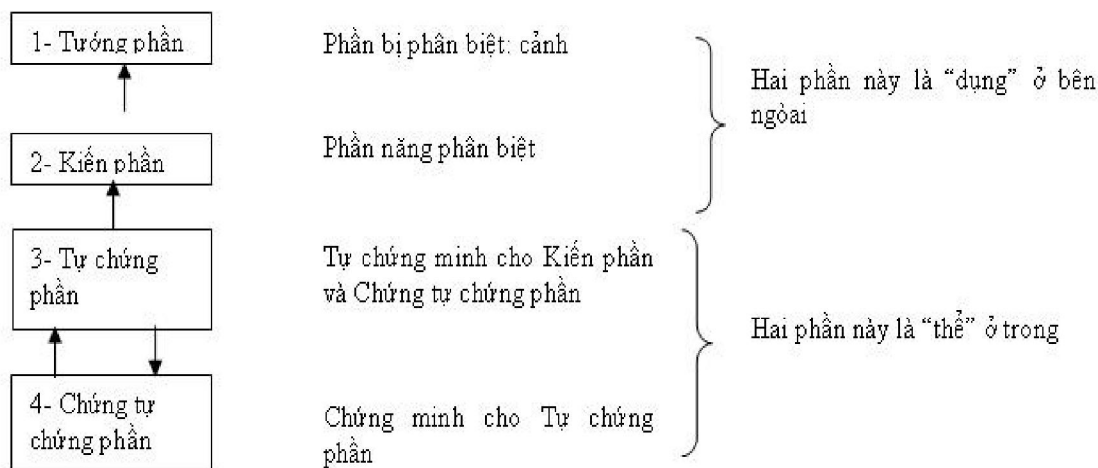 1- Tướng phần
Phần bị phân biệt: cảnh
Hai phần này là “dụng” ở bên
ngòai
2- Kiến phần
Phần năng phân biệt
3- Tự chứng
phần
Tự chứng minh cho Kiến phần
và Chứng tự chứng phần
Hai phần này là “thể” ở trong
4- Chứng tự
chứng phần
Chứng minh cho Tự chứng
phần